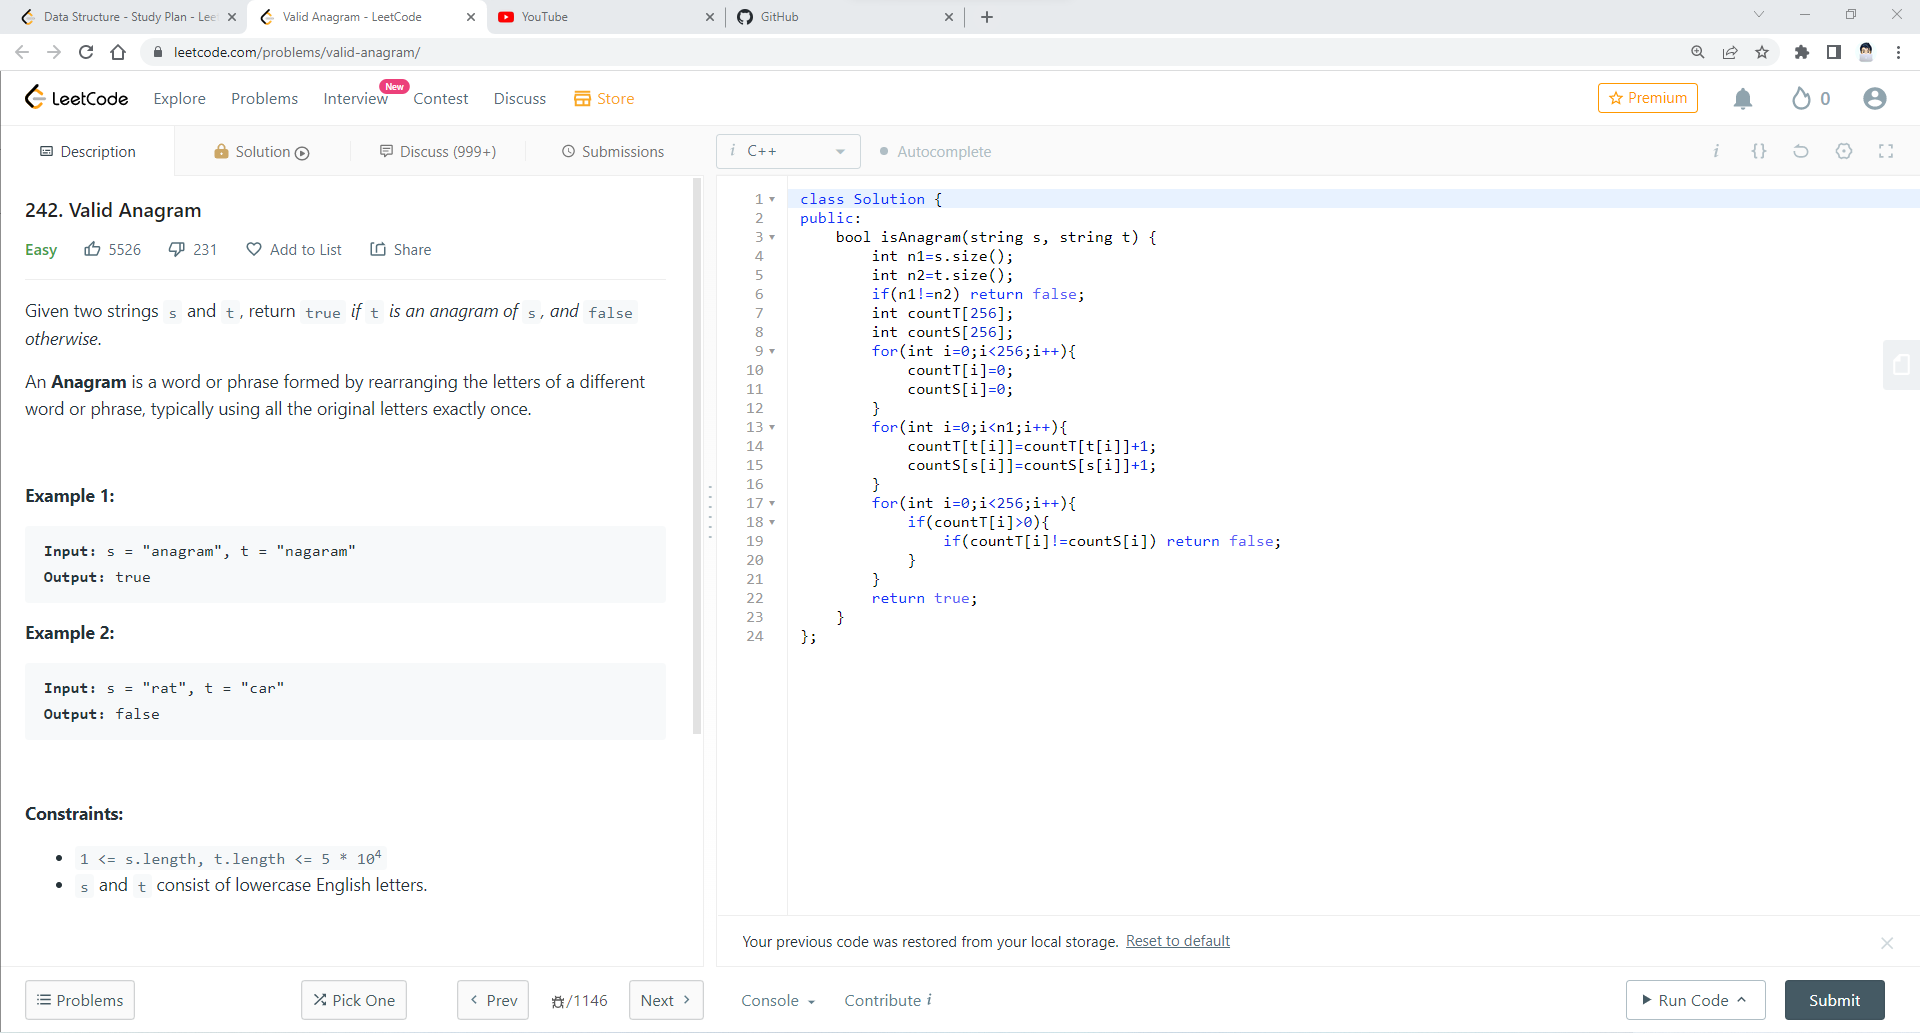 Data Structure - Study Plan - Lee
Valid Anagram - LeetCode
YouTube
GitHub
leetcode.com/problems/valid-anagram/
LeetCode
Explore
Problems
Interview
New
Contest
Discuss
Store
Premium
0
Description
Solution
Discuss (999+)
Submissions
i C++
Autocomplete
i
{}
242. Valid Anagram
Easy
5526
231
Add to List
Share
Given two strings s and t, return true if t is an anagram of s, and false
otherwise.
An Anagram is a word or phrase formed by rearranging the letters of a different
word or phrase, typically using all the original letters exactly once.
Example 1:
Input: s = "anagram", t = "nagaram"
Output: true
Example 2:
Input: s = "rat", t = "car"
Output: false
Constraints:
• 1 <= s.length, t.length <= 5 * 10⁴
• s and t consist of lowercase English letters.
1 class Solution {
2 public:
3     bool isAnagram(string s, string t) {
4         int n1=s.size();
5         int n2=t.size();
6         if(n1!=n2) return false;
7         int countT[256];
8         int countS[256];
9         for(int i=0;i<256;i++){
10             countT[i]=0;
11             countS[i]=0;
12         }
13         for(int i=0;i<n1;i++){
14             countT[t[i]]=countT[t[i]]+1;
15             countS[s[i]]=countS[s[i]]+1;
16         }
17         for(int i=0;i<256;i++){
18             if(countT[i]>0){
19                 if(countT[i]!=countS[i]) return false;
20             }
21         }
22         return true;
23     }
24 };
Your previous code was restored from your local storage. Reset to default
Problems
Pick One
Prev
/1146
Next
Console
Contribute i
Run Code
Submit